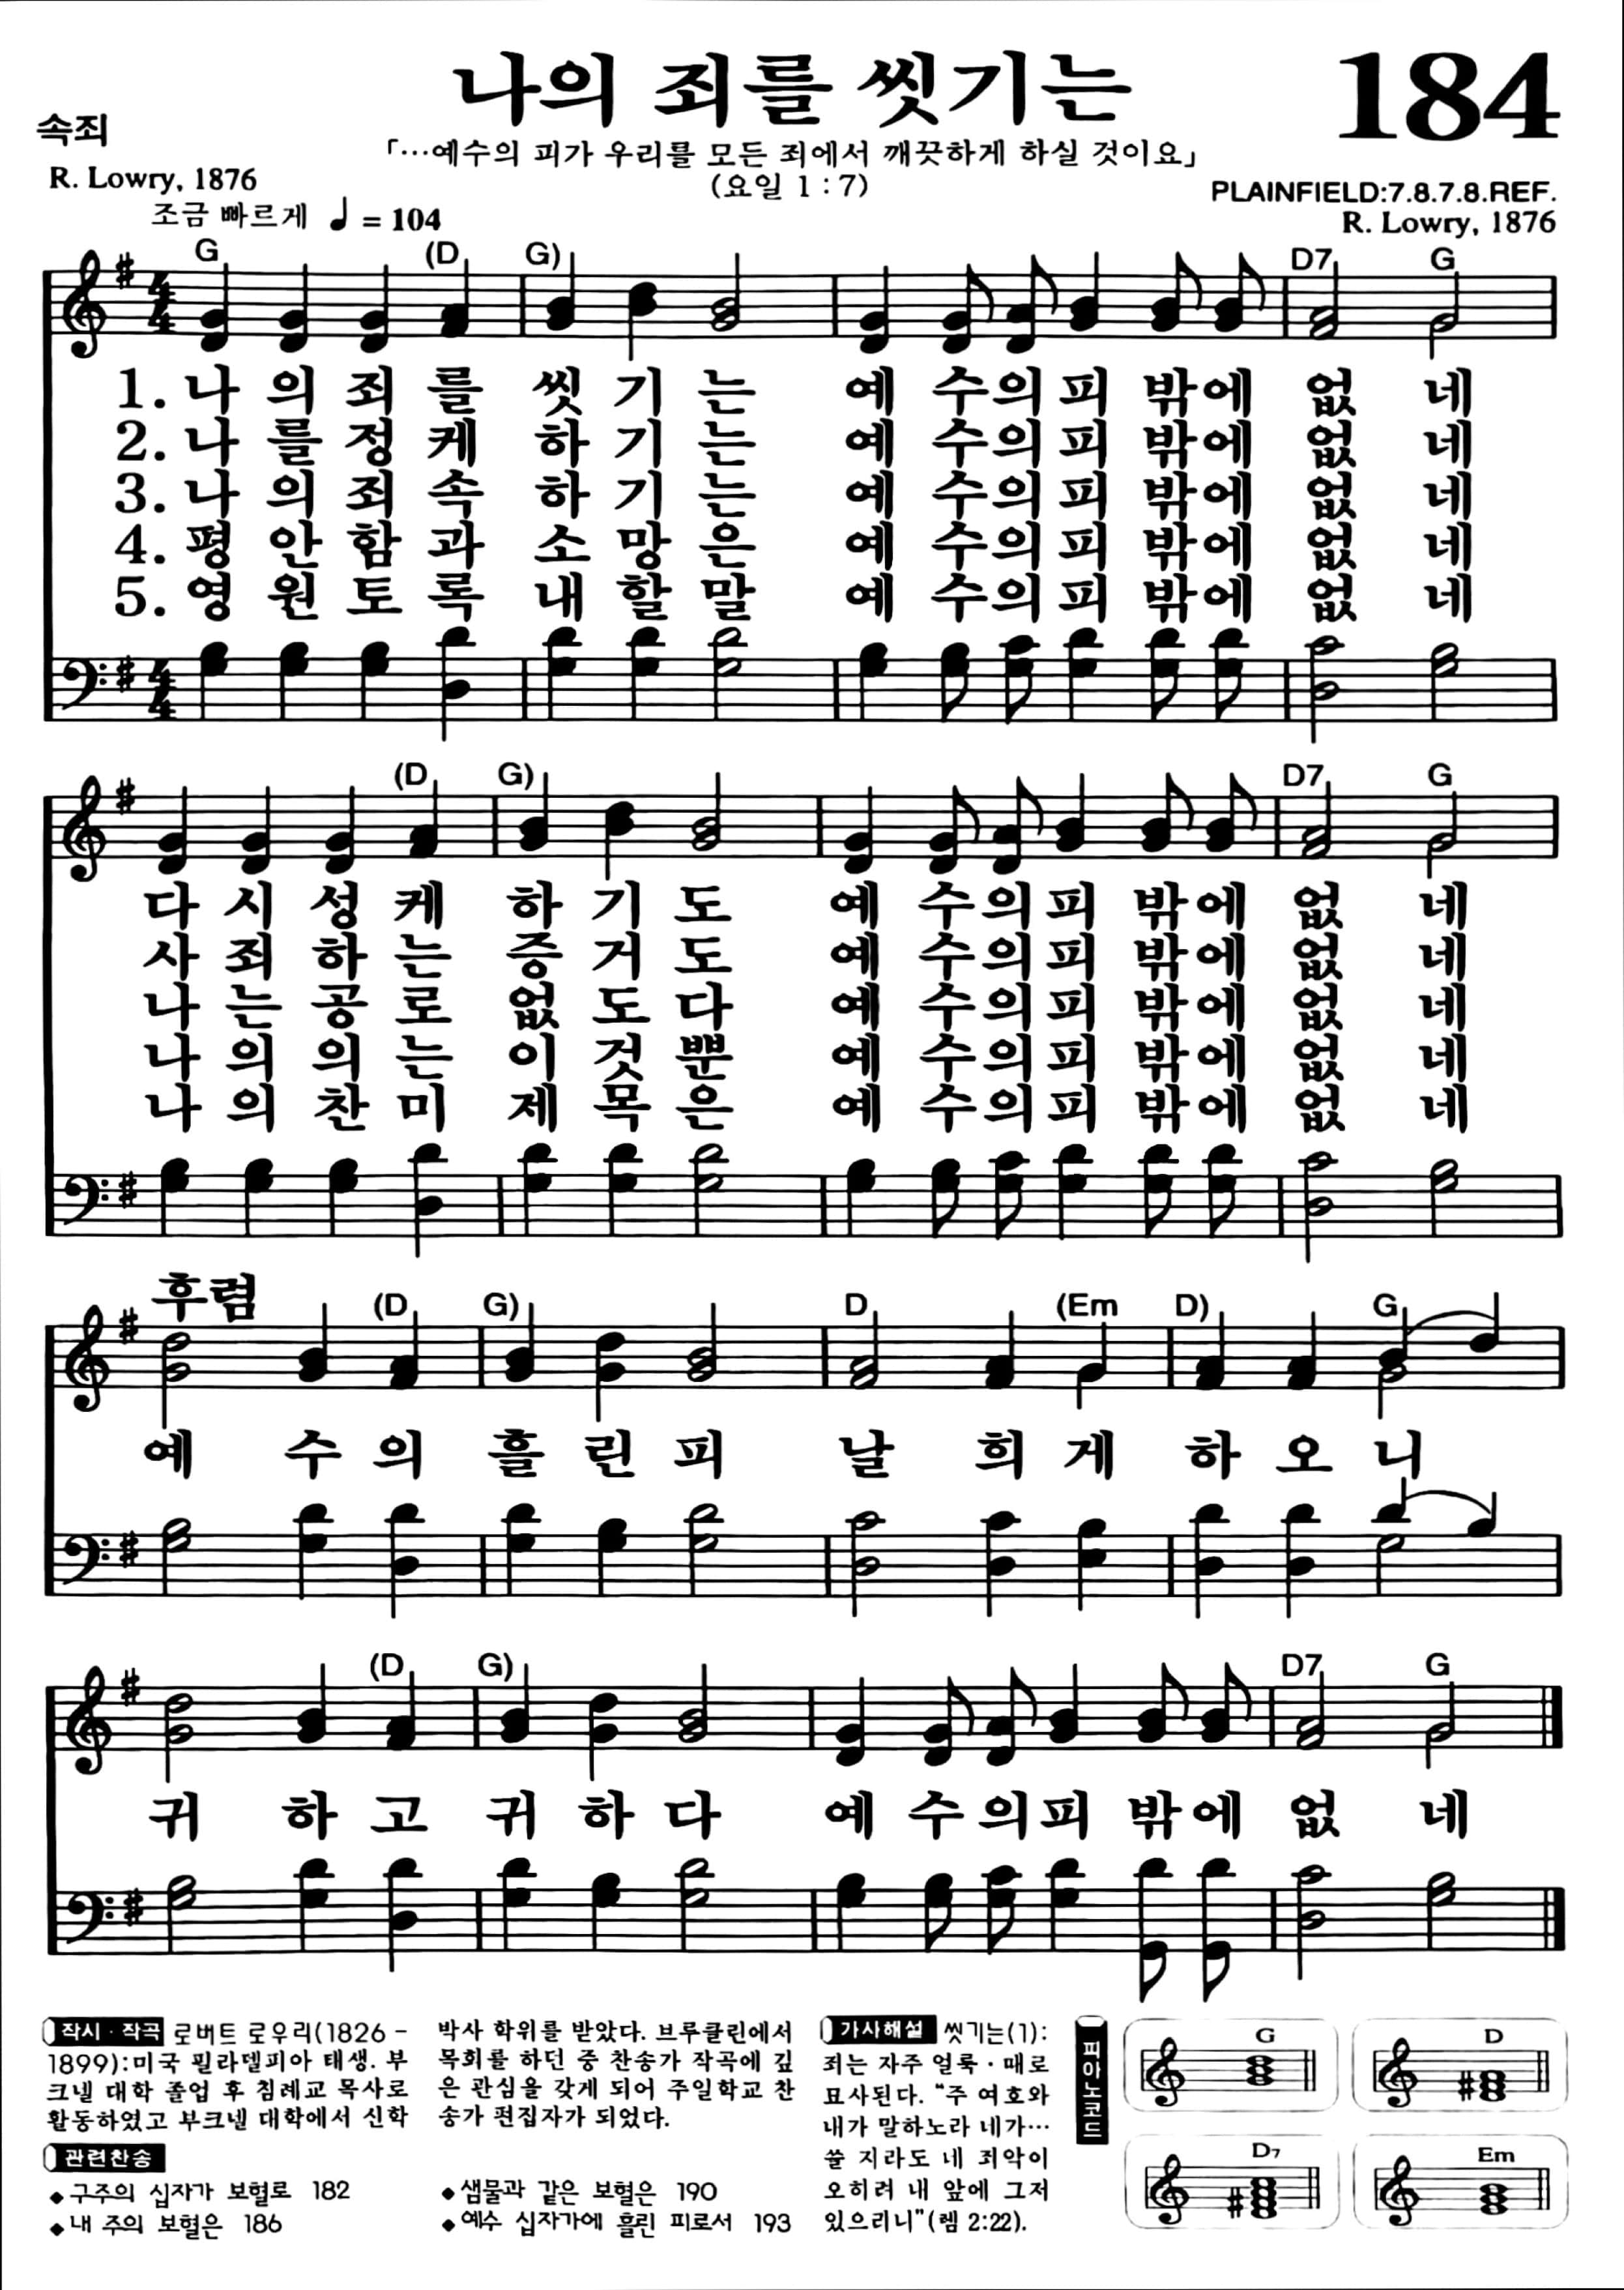 나의 죄를 씻기는
184
속죄
「…예수의 피가 우리를 모든 죄에서 깨끗하게 하실 것이요」
(요일 1 : 7)
R. Lowry, 1876
PLAINFIELD:7.8.7.8.REF.
조금 빠르게 ♩ = 104
R. Lowry, 1876
G (D G) D7 G
1. 나 의 죄 를 씻 기 는 예 수의 피 밖에 없 네
2. 나 를 정 케 하 기 는 예 수의 피 밖에 없 네
3. 나 의 죄 속 하 기 는 예 수의 피 밖에 없 네
4. 평 안 함 과 소 망 은 예 수의 피 밖에 없 네
5. 영 원 토 록 내 할 말 예 수의 피 밖에 없 네
(D G) D7 G
다 시 성 케 하 기 도 예 수의 피 밖에 없 네
사 죄 하 는 증 거 도 예 수의 피 밖에 없 네
나 는 공 로 없 도 다 예 수의 피 밖에 없 네
나 의 의 는 이 것 뿐 예 수의 피 밖에 없 네
나 의 찬 미 제 목 은 예 수의 피 밖에 없 네
후렴
(D G) D (Em D) G
예 수 의 흘 린 피 날 희 게 하 오 니
(D G) D7 G
귀 하 고 귀 하 다 예 수 의피 밖에 없 네
작시·작곡 로버트 로우리(1826-
1899):미국 필라델피아 태생. 부
크넬 대학 졸업 후 침례교 목사로
활동하였고 부크넬 대학에서 신학
박사 학위를 받았다. 브루클린에서
목회를 하던 중 찬송가 작곡에 깊
은 관심을 갖게 되어 주일학교 찬
송가 편집자가 되었다.
관련찬송
◆구주의 십자가 보혈로 182
◆내 주의 보혈은 186
◆샘물과 같은 보혈은 190
◆예수 십자가에 흘린 피로서 193
가사해설 씻기는(1):
죄는 자주 얼룩·때로
묘사된다. “주 여호와
내가 말하노라 네가…
쓸 지라도 네 죄악이
오히려 내 앞에 그저
있으리니”(렘 2:22).
피아노코드
G
D
D7
Em